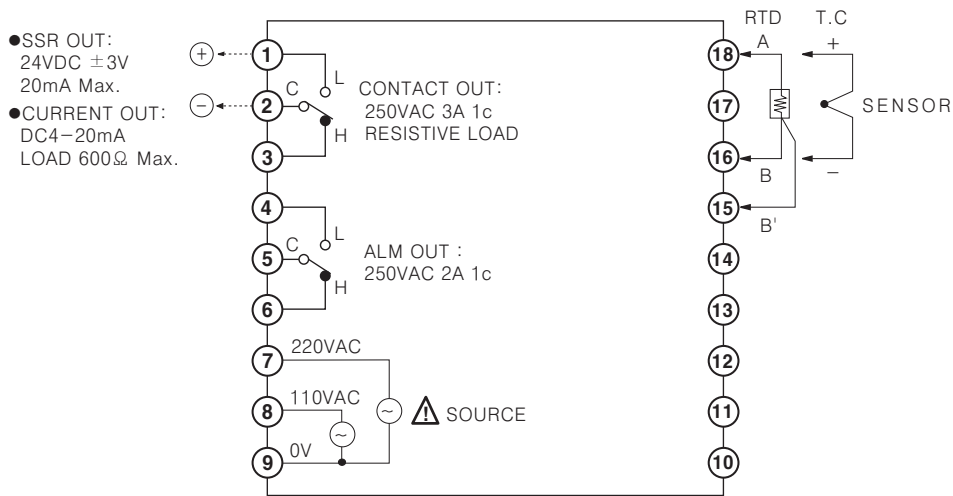 ●SSR OUT:
24VDC ±3V
20mA Max.
●CURRENT OUT:
DC4-20mA
LOAD 600Ω Max.
+
−
1
2
3
4
5
6
7
8
9
L
C
H
CONTACT OUT:
250VAC 3A 1c
RESISTIVE LOAD
L
C
H
ALM OUT :
250VAC 2A 1c
220VAC
110VAC
0V
~
~
! SOURCE
18
17
16
15
14
13
12
11
10
RTD
T.C
A
+
SENSOR
B
−
B'